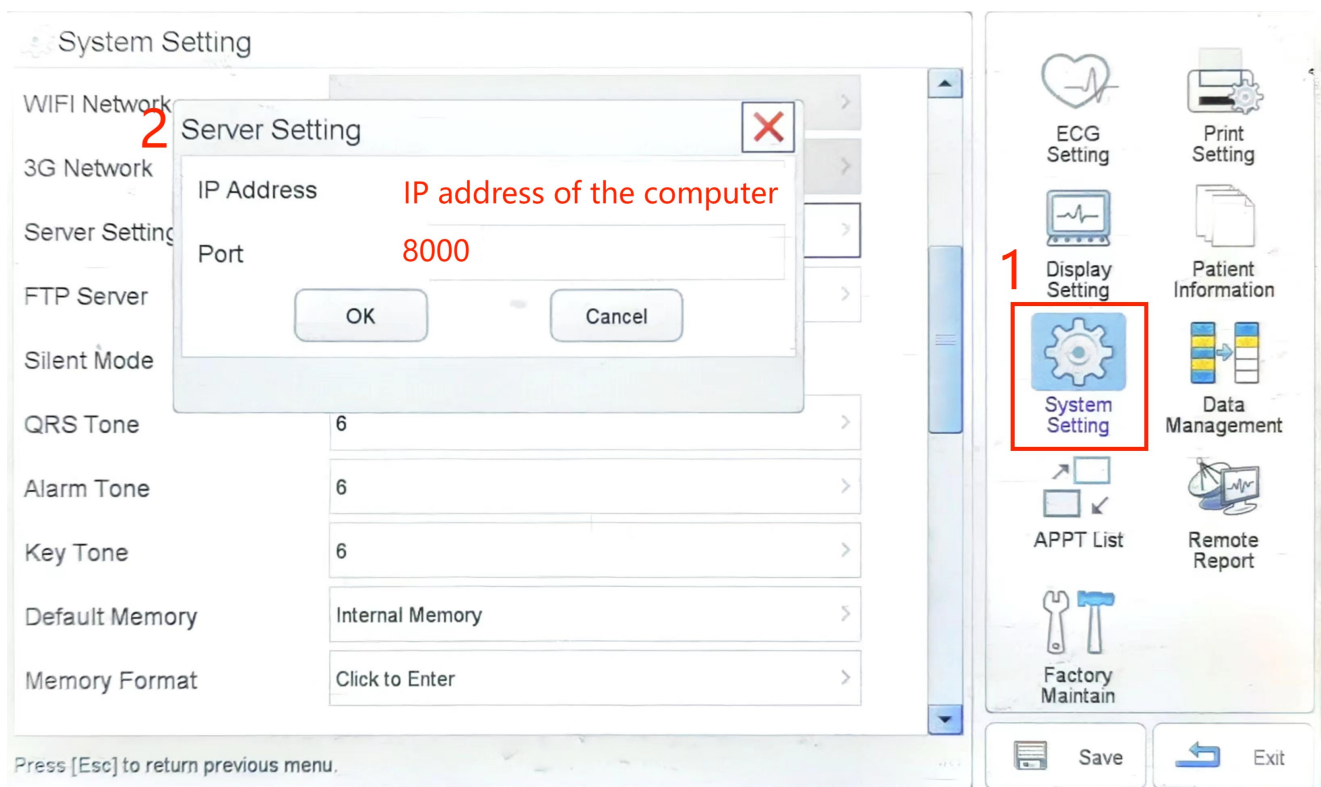 System Setting
WIFI Network
2
Server Setting
3G Network
IP Address
IP address of the computer
Server Setting
Port
8000
FTP Server
OK
Cancel
Silent Mode
QRS Tone
6
Alarm Tone
6
Key Tone
6
Default Memory
Internal Memory
Memory Format
Click to Enter
Press [Esc] to return previous menu.
ECG
Setting
Print
Setting
1
Display
Setting
Patient
Information
System
Setting
Data
Management
APPT List
Remote
Report
Factory
Maintain
Save
Exit